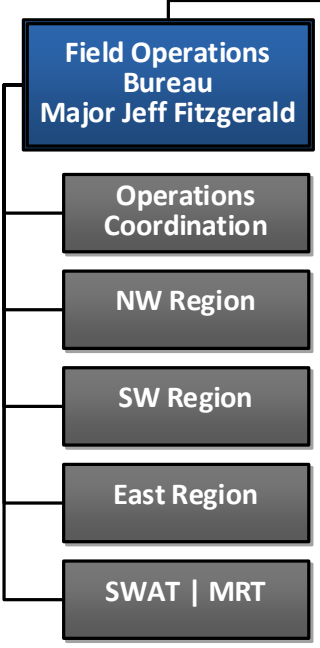 Field Operations
Bureau
Major Jeff Fitzgerald
Operations
Coordination
NW Region
SW Region
East Region
SWAT | MRT